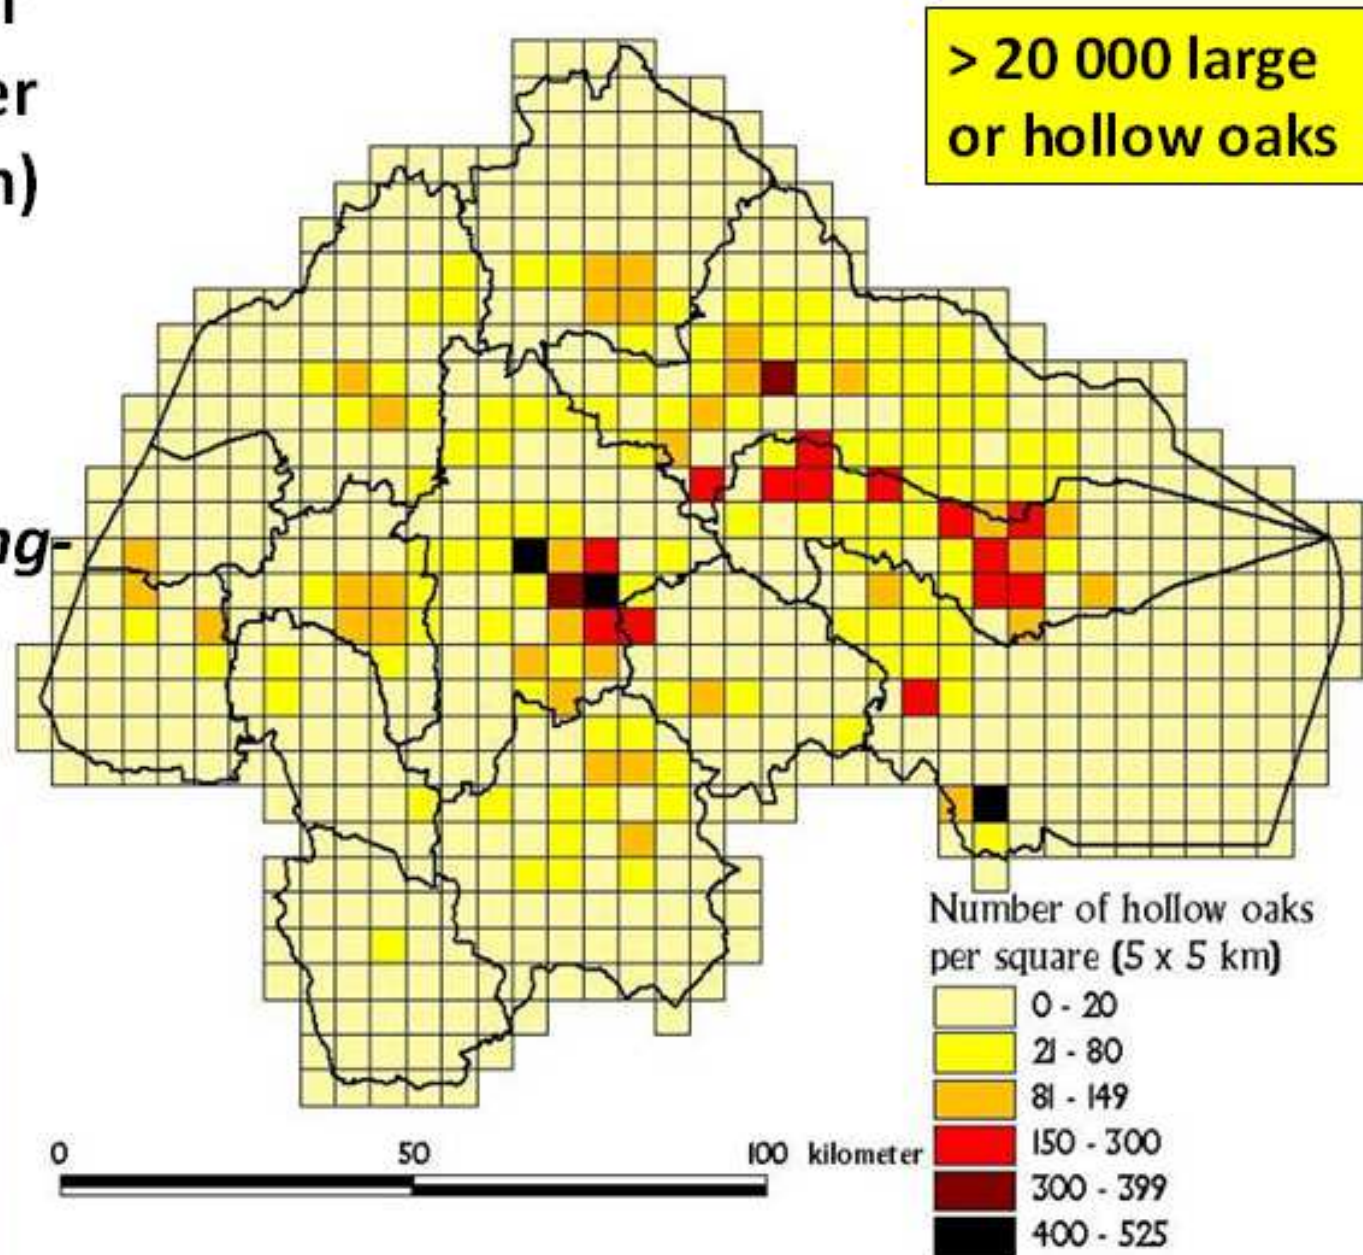 > 20 000 large
or hollow oaks
Number of hollow oaks
per square (5 x 5 km)
0 - 20
21 - 80
81 - 149
150 - 300
300 - 399
400 - 525
0 50 100 kilometer